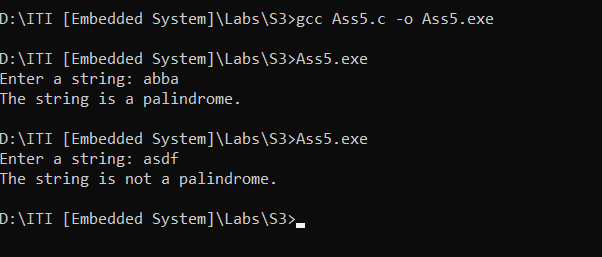 D:\ITI [Embedded System]\Labs\S3>gcc Ass5.c -o Ass5.exe
D:\ITI [Embedded System]\Labs\S3>Ass5.exe
Enter a string: abba
The string is a palindrome.
D:\ITI [Embedded System]\Labs\S3>Ass5.exe
Enter a string: asdf
The string is not a palindrome.
D:\ITI [Embedded System]\Labs\S3>